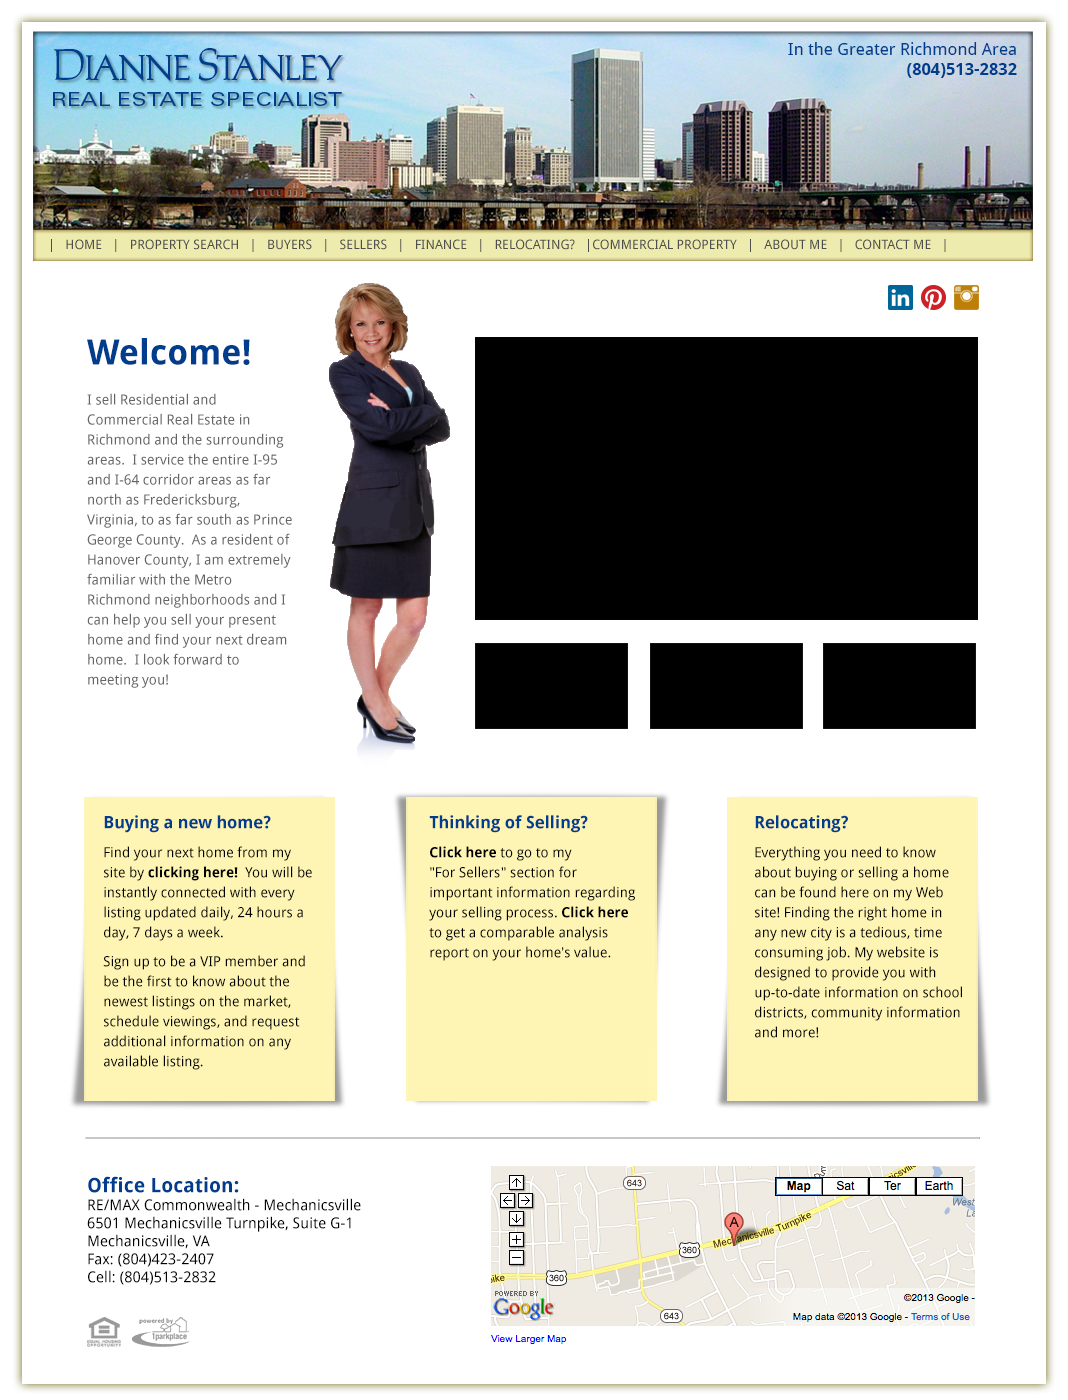 DIANNE STANLEY
REAL ESTATE SPECIALIST
In the Greater Richmond Area
(804)513-2832
| HOME | PROPERTY SEARCH | BUYERS | SELLERS | FINANCE | RELOCATING? |COMMERCIAL PROPERTY | ABOUT ME | CONTACT ME |
in
Welcome!
I sell Residential and
Commercial Real Estate in
Richmond and the surrounding
areas.  I service the entire I-95
and I-64 corridor areas as far
north as Fredericksburg,
Virginia, to as far south as Prince
George County.  As a resident of
Hanover County, I am extremely
familiar with the Metro
Richmond neighborhoods and I
can help you sell your present
home and find your next dream
home.  I look forward to
meeting you!
Buying a new home?
Find your next home from my
site by clicking here!  You will be
instantly connected with every
listing updated daily, 24 hours a
day, 7 days a week.
Sign up to be a VIP member and
be the first to know about the
newest listings on the market,
schedule viewings, and request
additional information on any
available listing.
Thinking of Selling?
Click here to go to my
"For Sellers" section for
important information regarding
your selling process. Click here
to get a comparable analysis
report on your home's value.
Relocating?
Everything you need to know
about buying or selling a home
can be found here on my Web
site! Finding the right home in
any new city is a tedious, time
consuming job. My website is
designed to provide you with
up-to-date information on school
districts, community information
and more!
Office Location:
RE/MAX Commonwealth - Mechanicsville
6501 Mechanicsville Turnpike, Suite G-1
Mechanicsville, VA
Fax: (804)423-2407
Cell: (804)513-2832
EQUAL HOUSING
OPPORTUNITY
powered by
1parkplace
Map Sat Ter Earth
643
West
La
A
Mechanicsville Turnpike
360
pike
360
643
POWERED BY
Google
©2013 Google -
Map data ©2013 Google - Terms of Use
View Larger Map